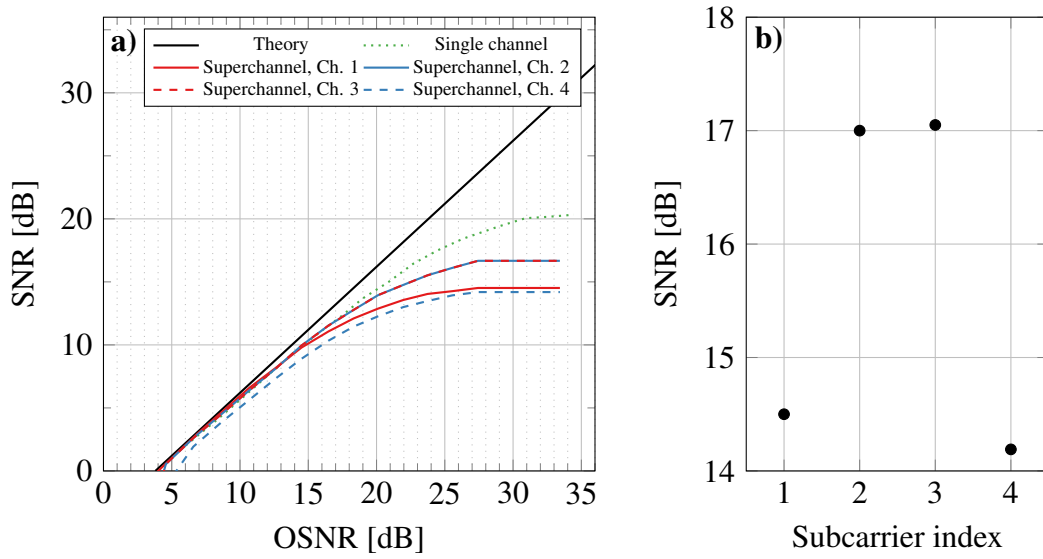 a)
Theory
Single channel
Superchannel, Ch. 1
Superchannel, Ch. 2
Superchannel, Ch. 3
Superchannel, Ch. 4
30
20
10
0
SNR [dB]
0 5 10 15 20 25 30 35
OSNR [dB]
b)
18
17
16
15
14
SNR [dB]
1 2 3 4
Subcarrier index